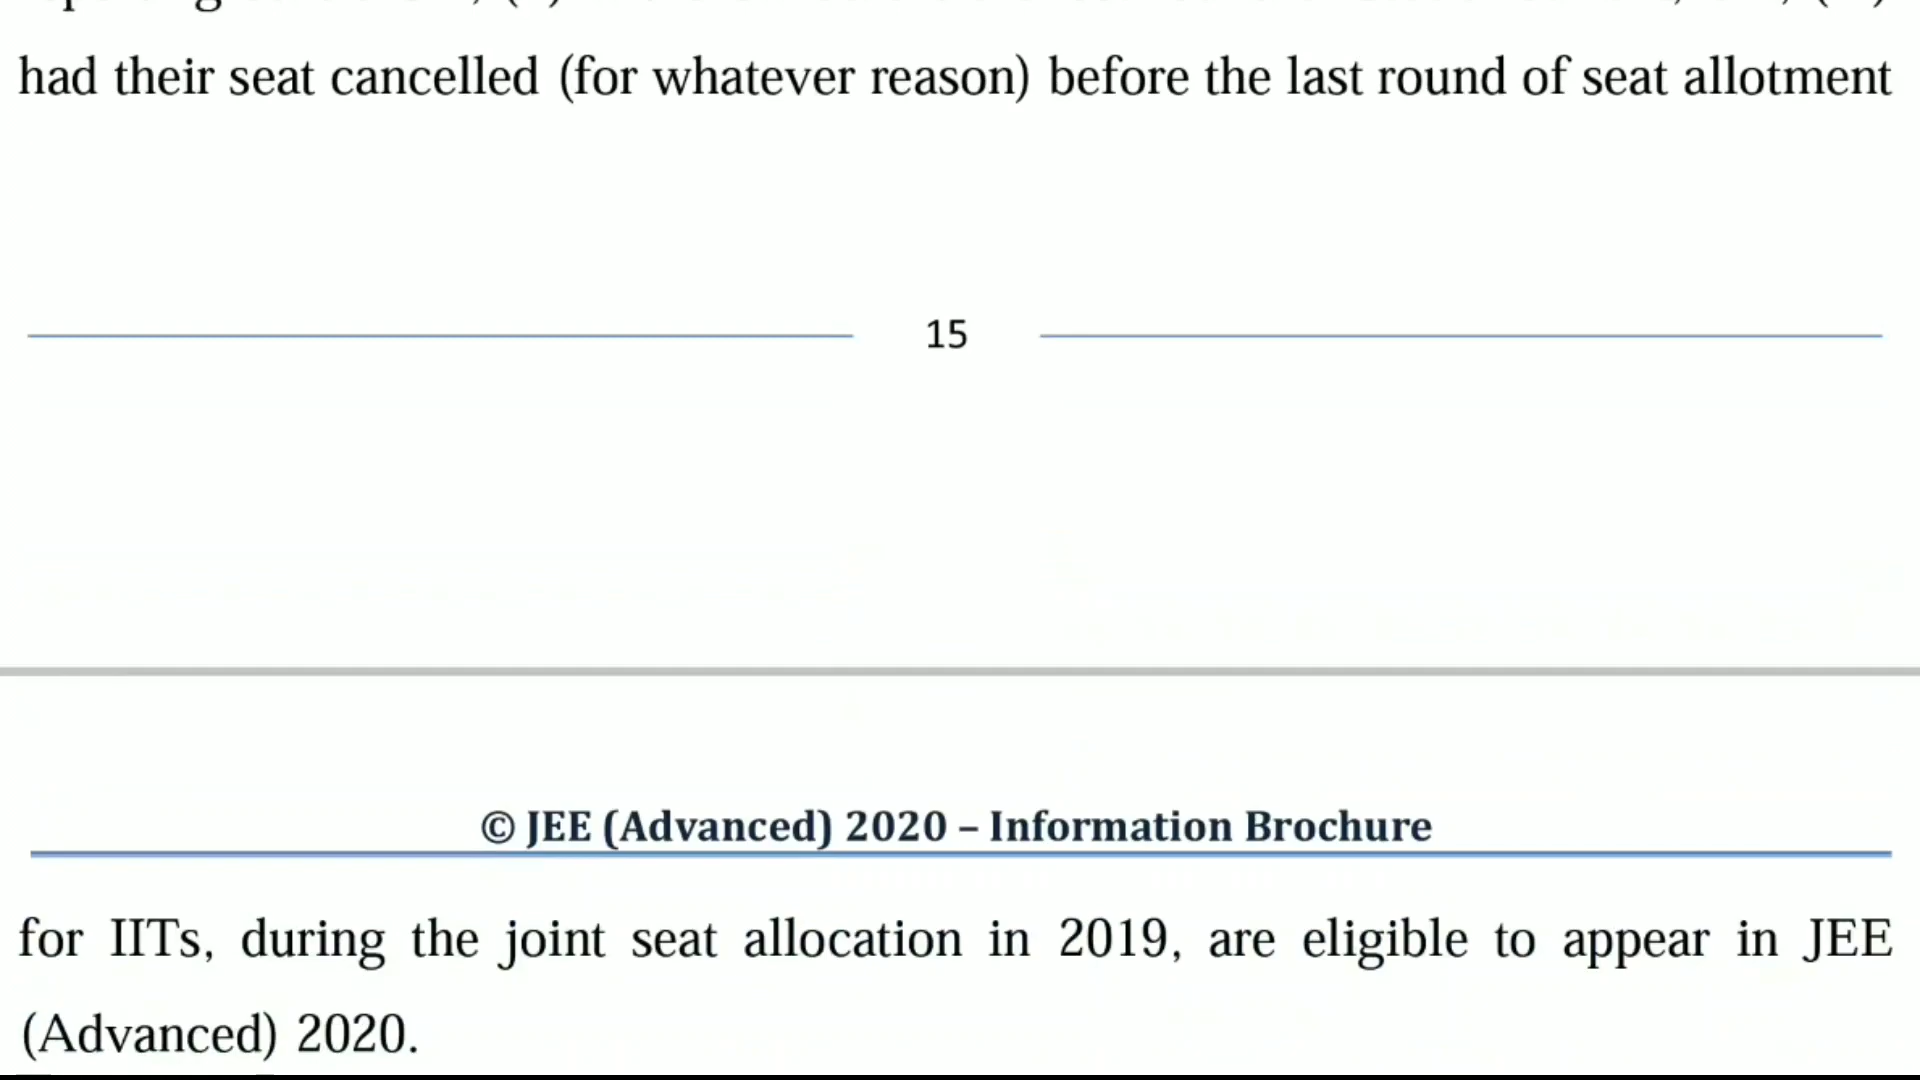 had their seat cancelled (for whatever reason) before the last round of seat allotment
15
© JEE (Advanced) 2020 – Information Brochure
for IITs, during the joint seat allocation in 2019, are eligible to appear in JEE
(Advanced) 2020.